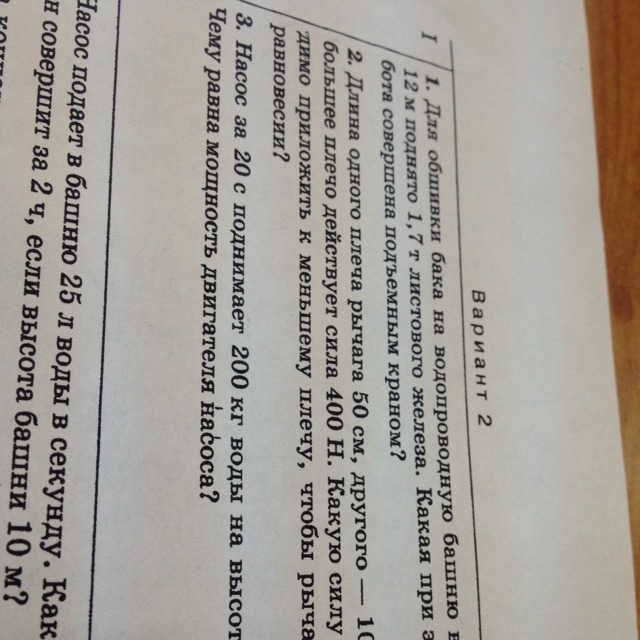 Вариант 2
I
1. Для обшивки бака на водопроводную башню
12 м поднято 1,7 т листового железа. Какая при
бота совершена подъемным краном?
2. Длина одного плеча рычага 50 см, другого —
большее плечо действует сила 400 Н. Какую силу
димо приложить к меньшему плечу, чтобы рыча
равновесии?
3. Насос за 20 с поднимает 200 кг воды на высот
Чему равна мощность двигателя насоса?
Насос подает в башню 25 л воды в секунду. Как
н совершит за 2 ч, если высота башни 10 м?